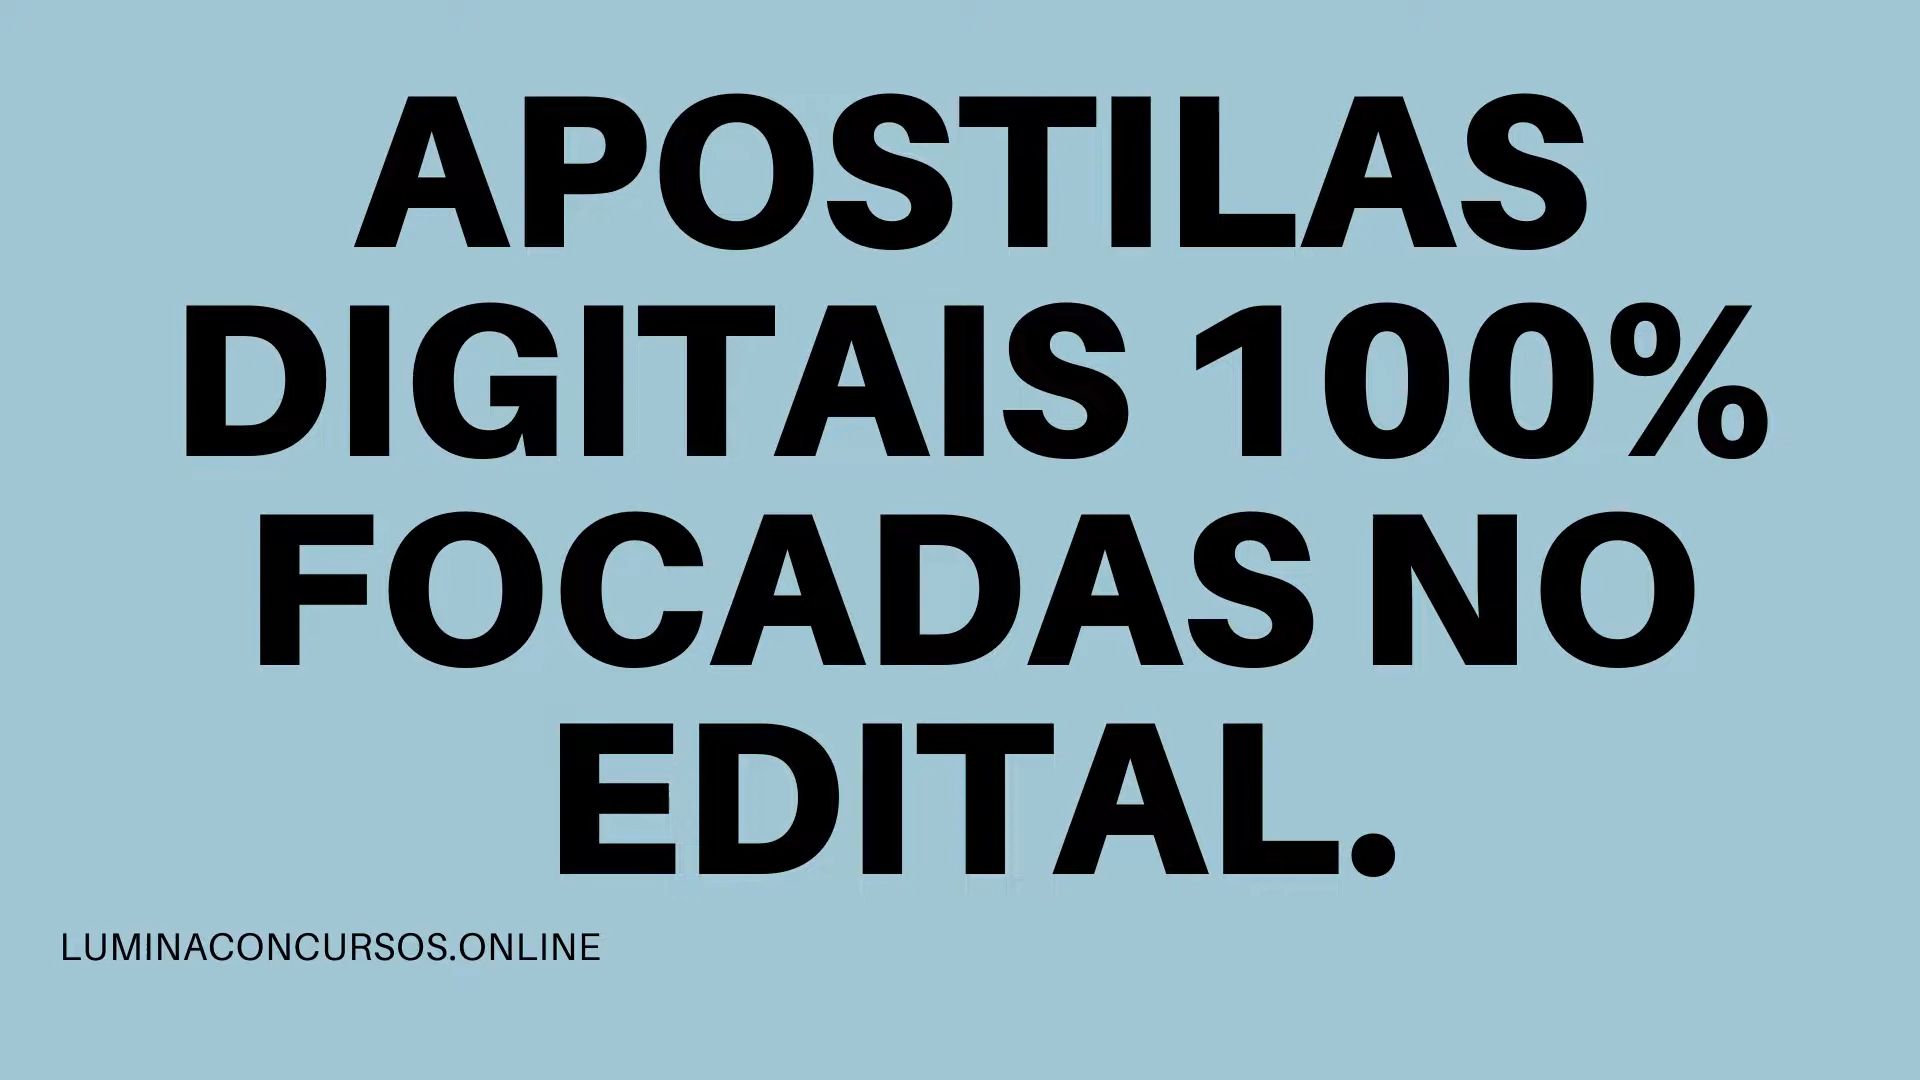 APOSTILAS
DIGITAIS 100%
FOCADAS NO
EDITAL.
LUMINACONCURSOS.ONLINE